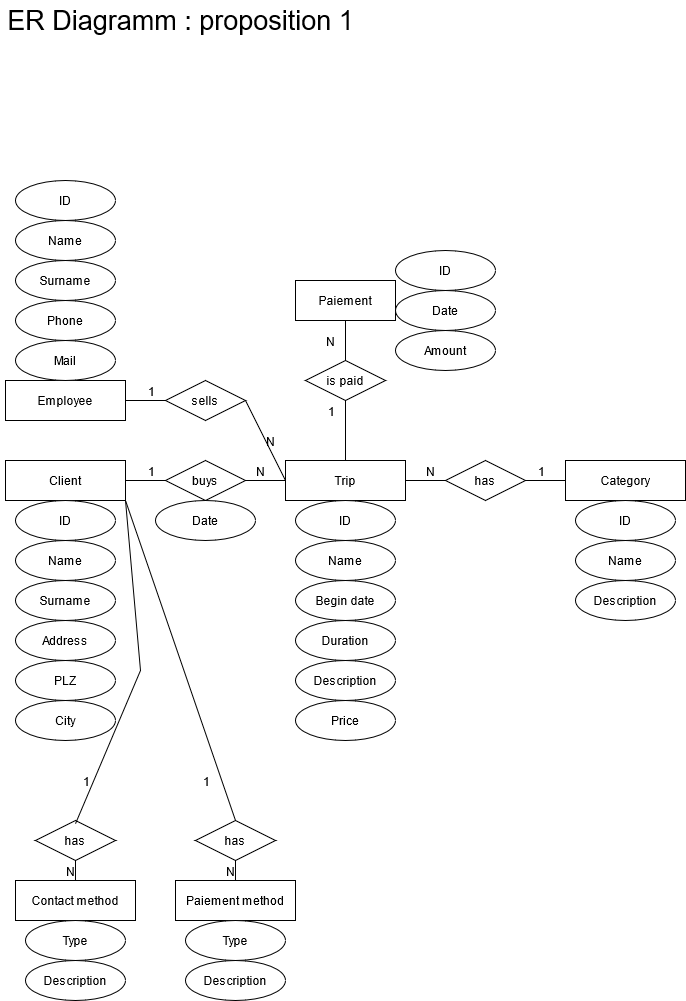 ER Diagramm : proposition 1
ID
Name
Surname
Phone
Mail
Employee
1
sells
N
Paiement
ID
Date
Amount
N
is paid
1
Client
1
buys
N
Date
Trip
N
has
1
Category
ID
Name
Surname
Address
PLZ
City
ID
Name
Begin date
Duration
Description
Price
ID
Name
Description
1
has
N
Contact method
Type
Description
1
has
N
Paiement method
Type
Description